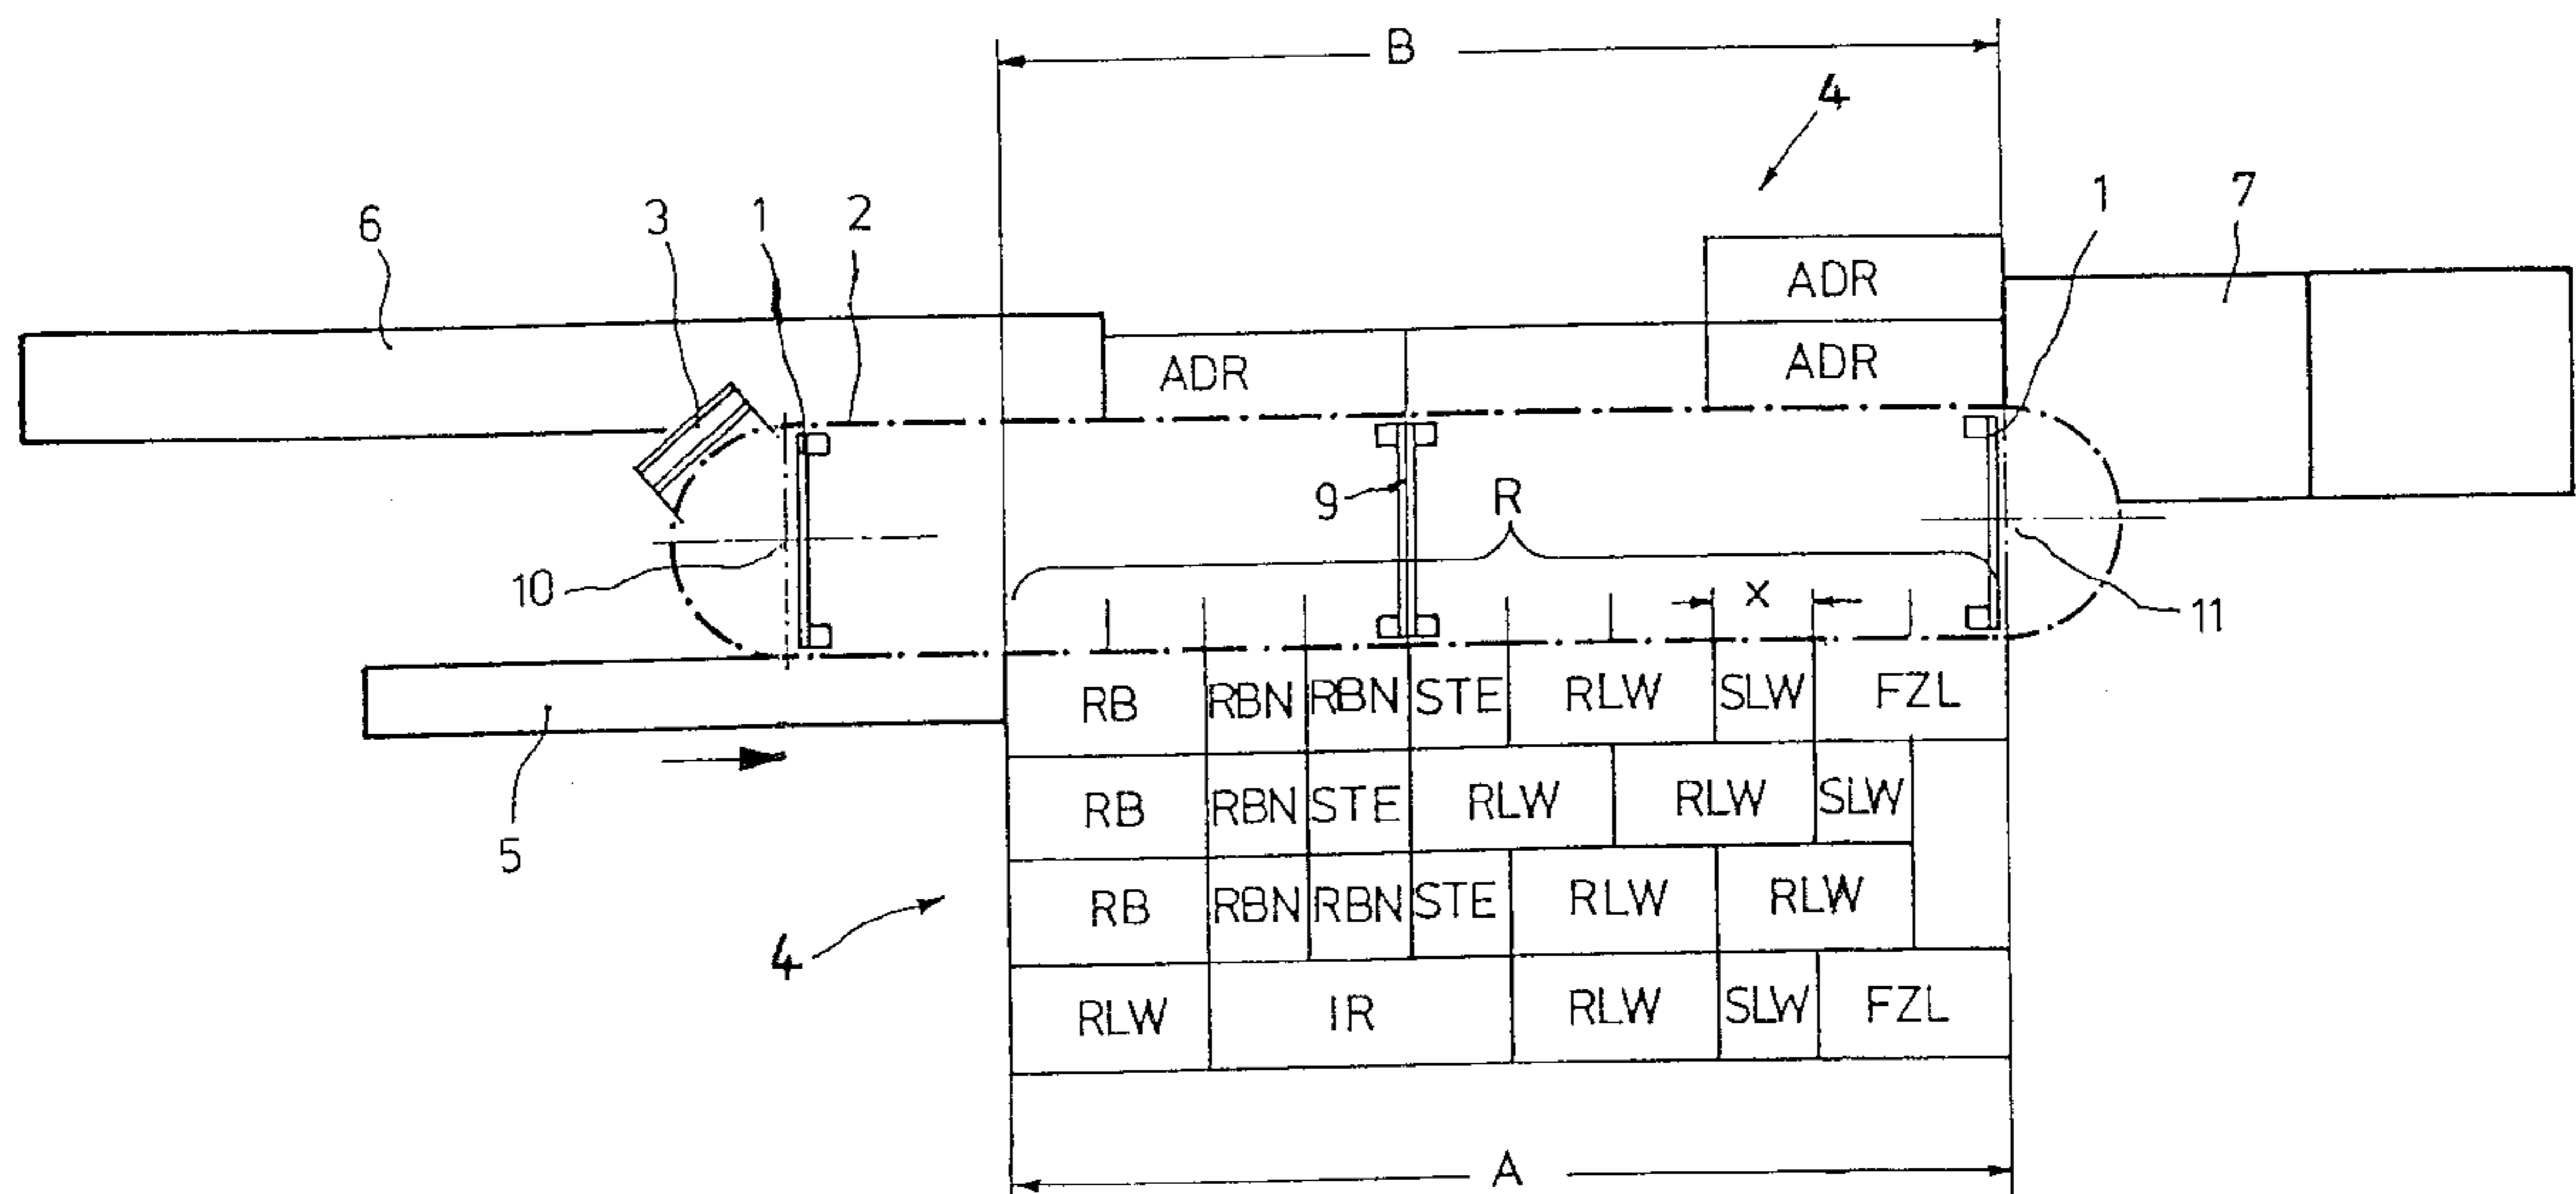 B
4
6 3 1 2 1 7
ADR
ADR ADR
9 R
10 X 11
RB RBN RBN STE RLW SLW FZL
RB RBN STE RLW RLW SLW
5
RB RBN RBN STE RLW RLW
4
RLW IR RLW SLW FZL
A